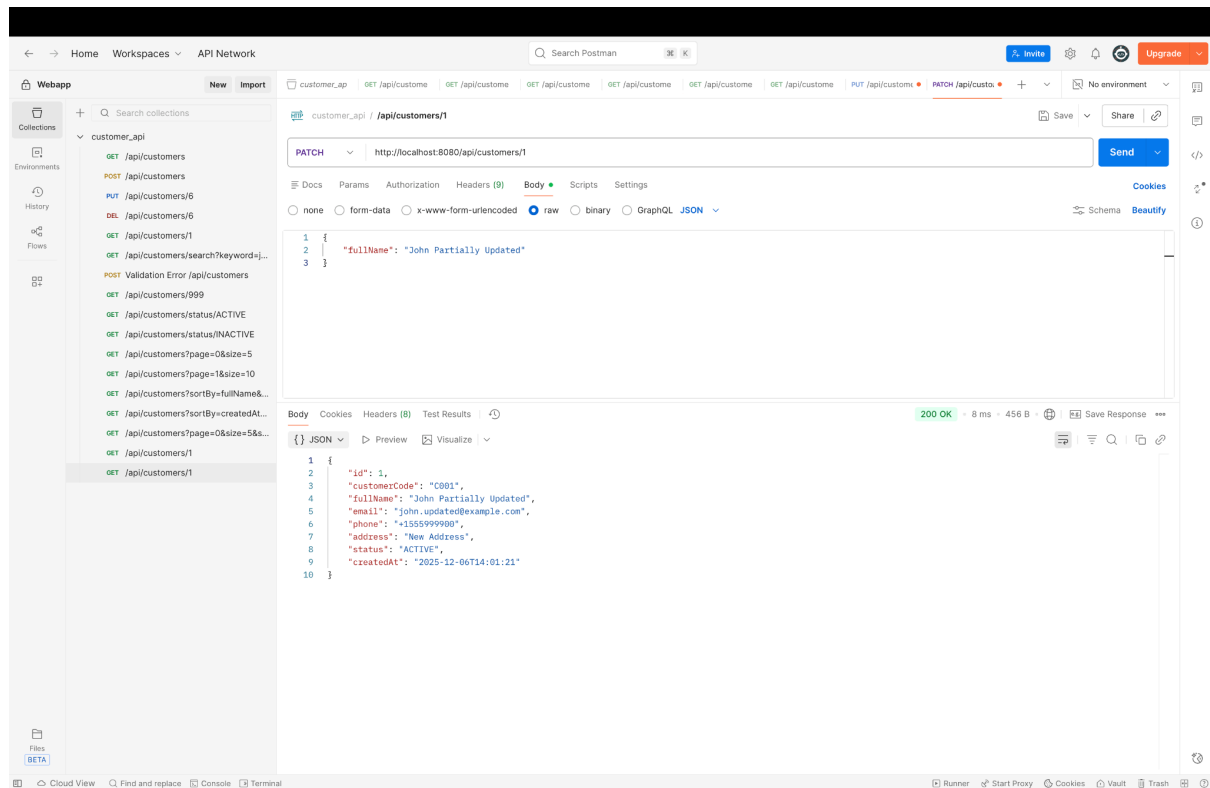 ← → Home Workspaces API Network Search Postman ⌘ K Invite Upgrade
Webapp New Import customer_ap GET /api/custome GET /api/custome GET /api/custome GET /api/custome GET /api/custome GET /api/custome PUT /api/custome PATCH /api/custo. + No environment
Collections
Environments
History
Flows
+ Search collections
customer_api
GET /api/customers
POST /api/customers
PUT /api/customers/6
DEL /api/customers/6
GET /api/customers/1
GET /api/customers/search?keyword=j...
POST Validation Error /api/customers
GET /api/customers/999
GET /api/customers/status/ACTIVE
GET /api/customers/status/INACTIVE
GET /api/customers?page=0&size=5
GET /api/customers?page=1&size=10
GET /api/customers?sortBy=fullName&...
GET /api/customers?sortBy=createdAt...
GET /api/customers?page=0&size=5&s...
GET /api/customers/1
GET /api/customers/1
HTTP customer_api / /api/customers/1 Save Share
PATCH http://localhost:8080/api/customers/1 Send
Docs Params Authorization Headers (9) Body Scripts Settings Cookies
none form-data x-www-form-urlencoded raw binary GraphQL JSON Schema Beautify
1 {
2 "fullName": "John Partially Updated"
3 }
Body Cookies Headers (8) Test Results 200 OK 8 ms 456 B Save Response
{} JSON Preview Visualize
1 {
2 "id": 1,
3 "customerCode": "C001",
4 "fullName": "John Partially Updated",
5 "email": "john.updated@example.com",
6 "phone": "+1555999900",
7 "address": "New Address",
8 "status": "ACTIVE",
9 "createdAt": "2025-12-06T14:01:21"
10 }
Files
BETA
Cloud View Find and replace Console Terminal Runner Start Proxy Cookies Vault Trash